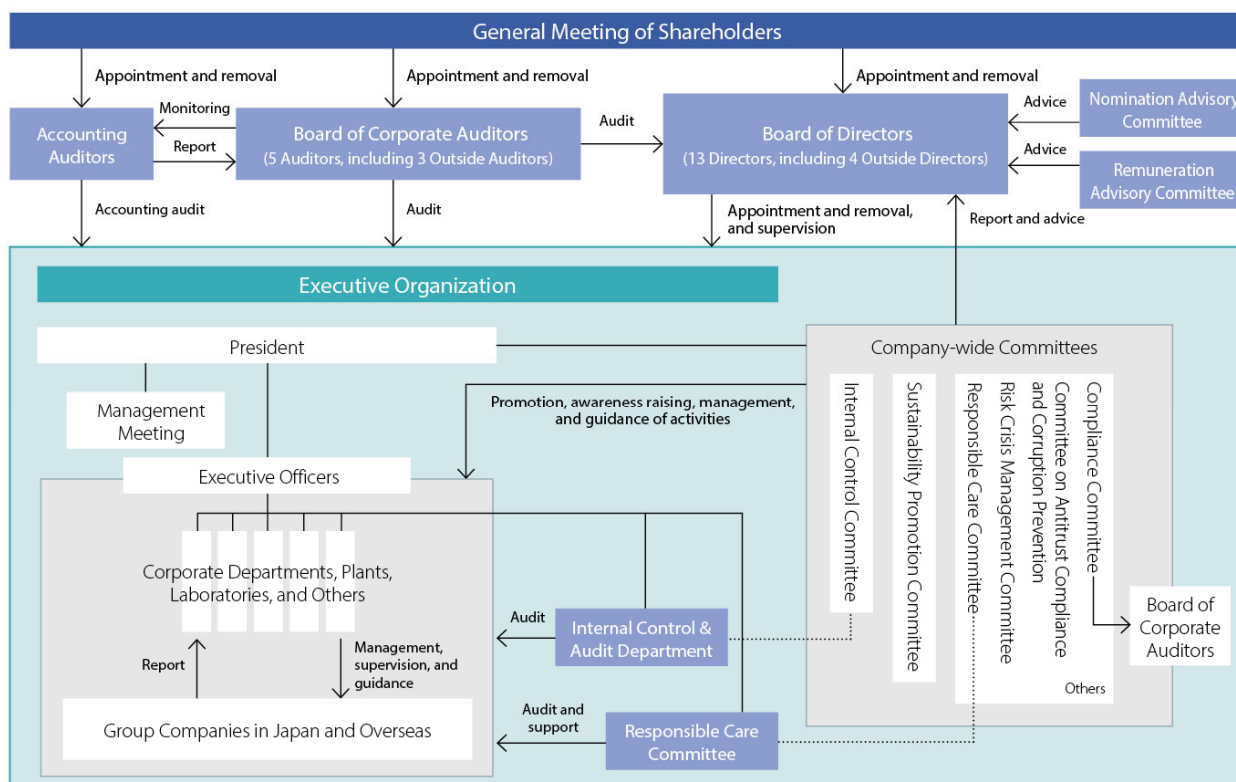 General Meeting of Shareholders
Appointment and removal
Appointment and removal
Appointment and removal
Accounting
Auditors
Monitoring
Report
Board of Corporate Auditors
(5 Auditors, including 3 Outside Auditors)
Audit
Board of Directors
(13 Directors, including 4 Outside Directors)
Advice
Nomination Advisory
Committee
Advice
Remuneration
Advisory Committee
Accounting audit
Audit
Appointment and removal,
and supervision
Report and advice
Executive Organization
President
Management
Meeting
Executive Officers
Promotion, awareness raising, management,
and guidance of activities
Corporate Departments, Plants,
Laboratories, and Others
Report
Management,
supervision, and
guidance
Group Companies in Japan and Overseas
Audit
Internal Control &
Audit Department
Audit and
support
Responsible Care
Committee
Company-wide Committees
Internal Control Committee
Sustainability Promotion Committee
Compliance Committee
Committee on Antitrust Compliance
and Corruption Prevention
Risk Crisis Management Committee
Responsible Care Committee
Others
Board of
Corporate
Auditors